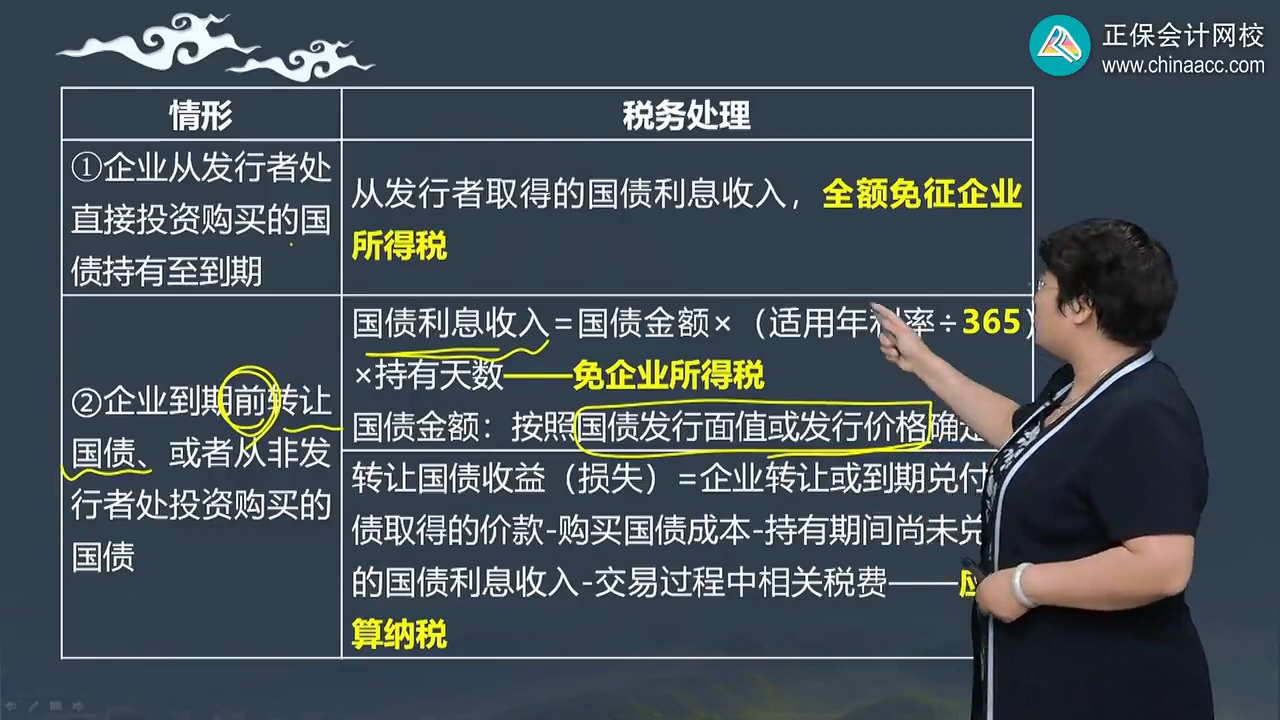 正保会计网校
www.chinaacc.com
情形
税务处理
①企业从发行者处
直接投资购买的国
债持有至到期
从发行者取得的国债利息收入，全额免征企业
所得税
②企业到期前转让
国债、或者从非发
行者处投资购买的
国债
国债利息收入=国债金额×（适用年利率÷365）
×持有天数——免企业所得税
国债金额：按照国债发行面值或发行价格确定
转让国债收益（损失）=企业转让或到期兑付
债取得的价款-购买国债成本-持有期间尚未兑
的国债利息收入-交易过程中相关税费——应
算纳税